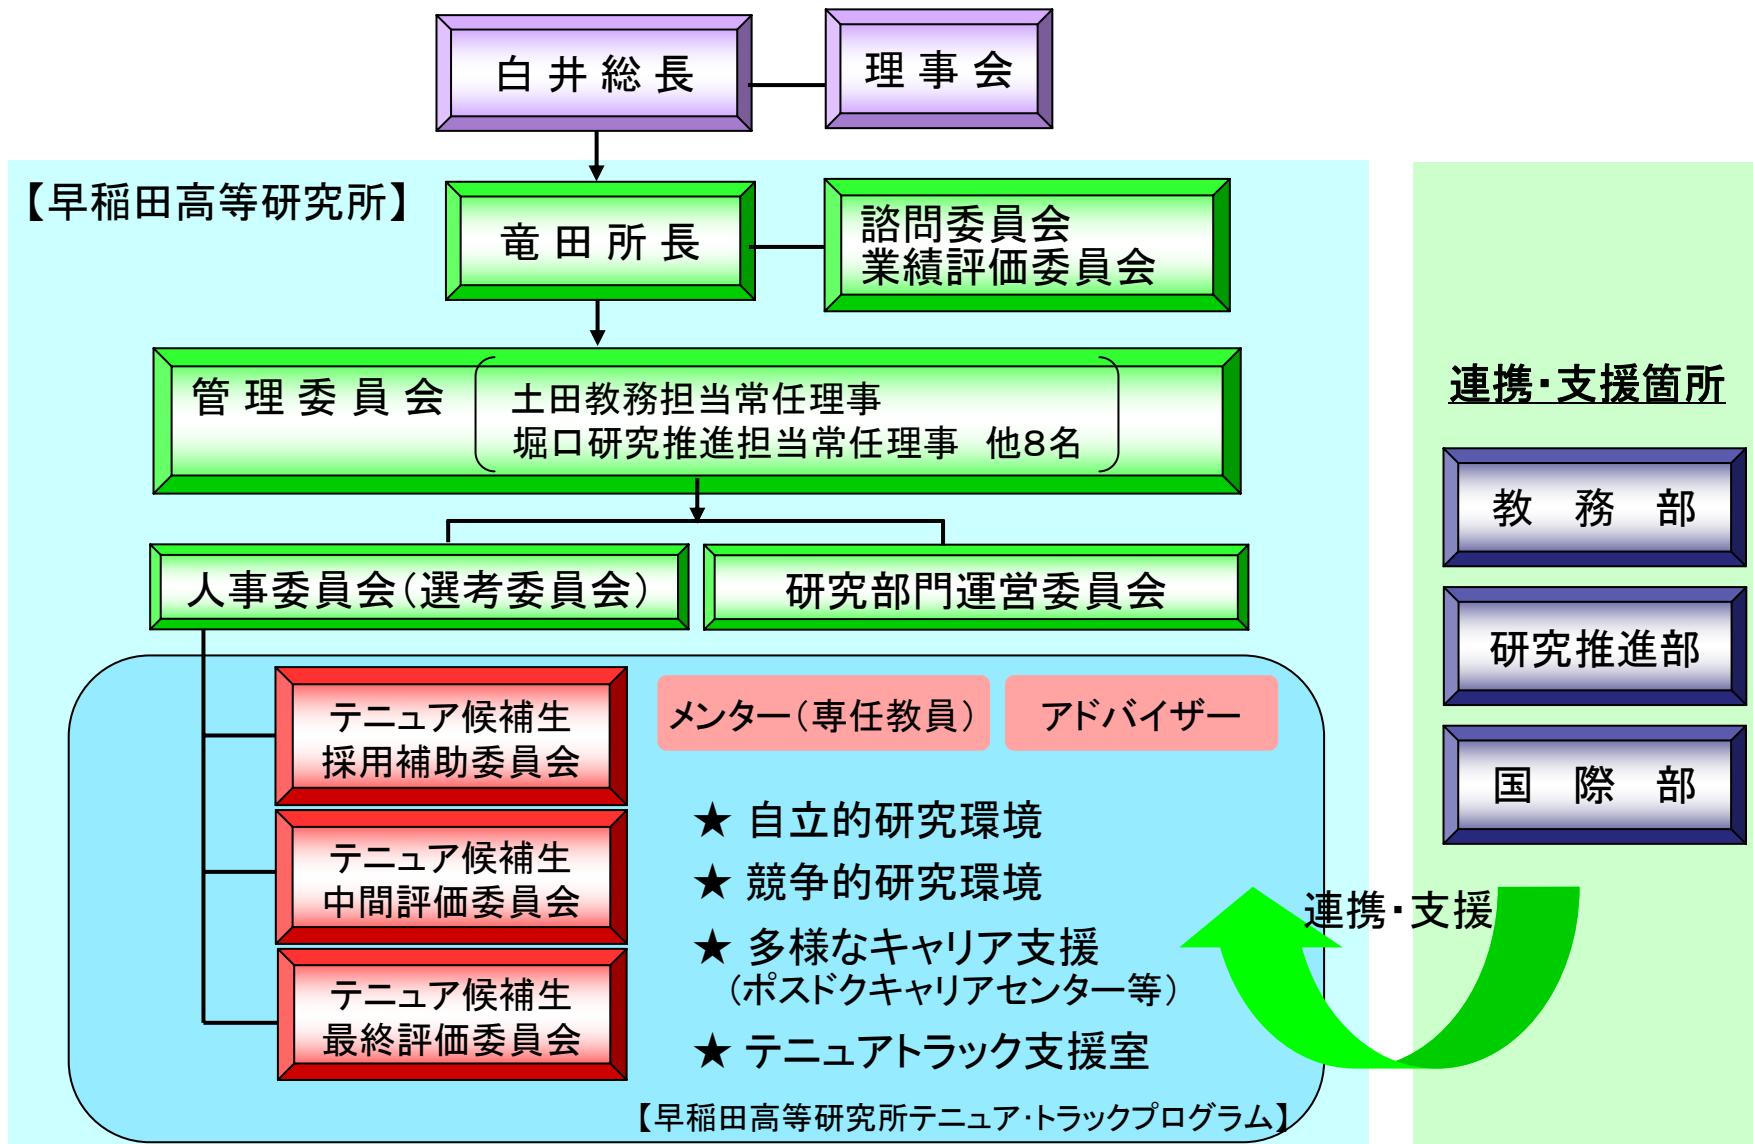 白井総長
理事会
【早稲田高等研究所】
竜田所長
諮問委員会
業績評価委員会
管理委員会
土田教務担当常任理事
堀口研究推進担当常任理事　他８名
人事委員会（選考委員会）
研究部門運営委員会
テニュア候補生
採用補助委員会
テニュア候補生
中間評価委員会
テニュア候補生
最終評価委員会
メンター（専任教員）
アドバイザー
★ 自立的研究環境
★ 競争的研究環境
★ 多様なキャリア支援
（ポスドクキャリアセンター等）
★ テニュアトラック支援室
【早稲田高等研究所テニュア・トラックプログラム】
連携・支援箇所
教　務　部
研究推進部
国　際　部
連携・支援